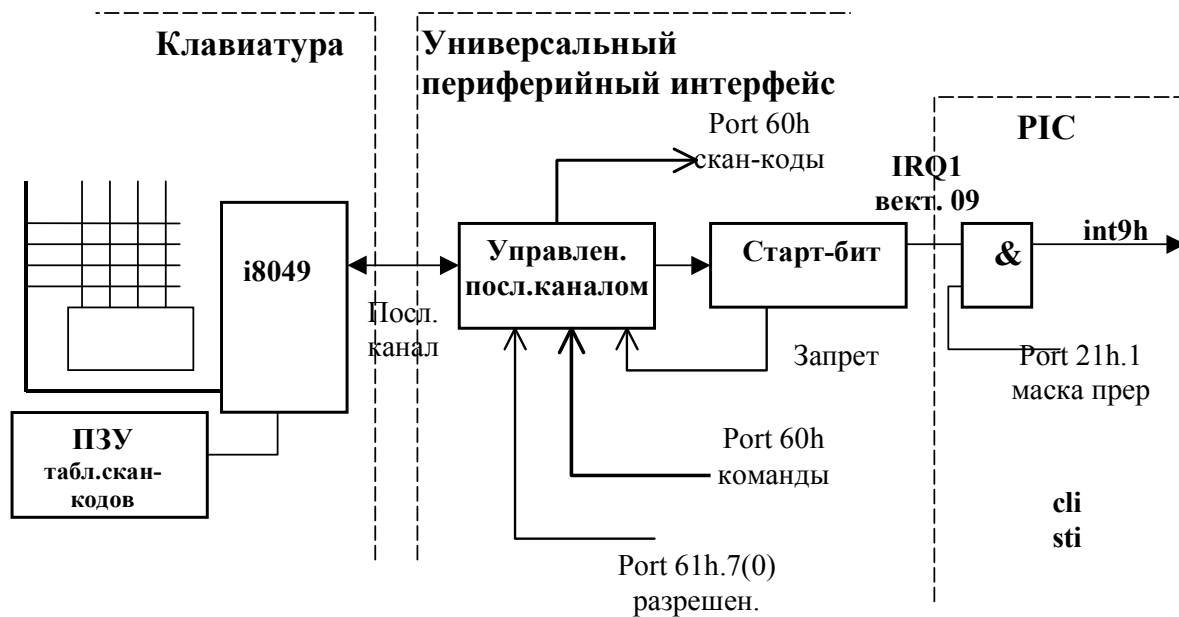 Клавиатура
Универсальный
периферийный интерфейс
PIC
Port 60h
скан-коды
IRQ1
вект. 09
i8049
Посл.
канал
Управлен.
посл.каналом
Старт-бит
&
int9h
Запрет
Port 21h.1
маска прер
ПЗУ
табл.скан-
кодов
Port 60h
команды
cli
sti
Port 61h.7(0)
разрешен.